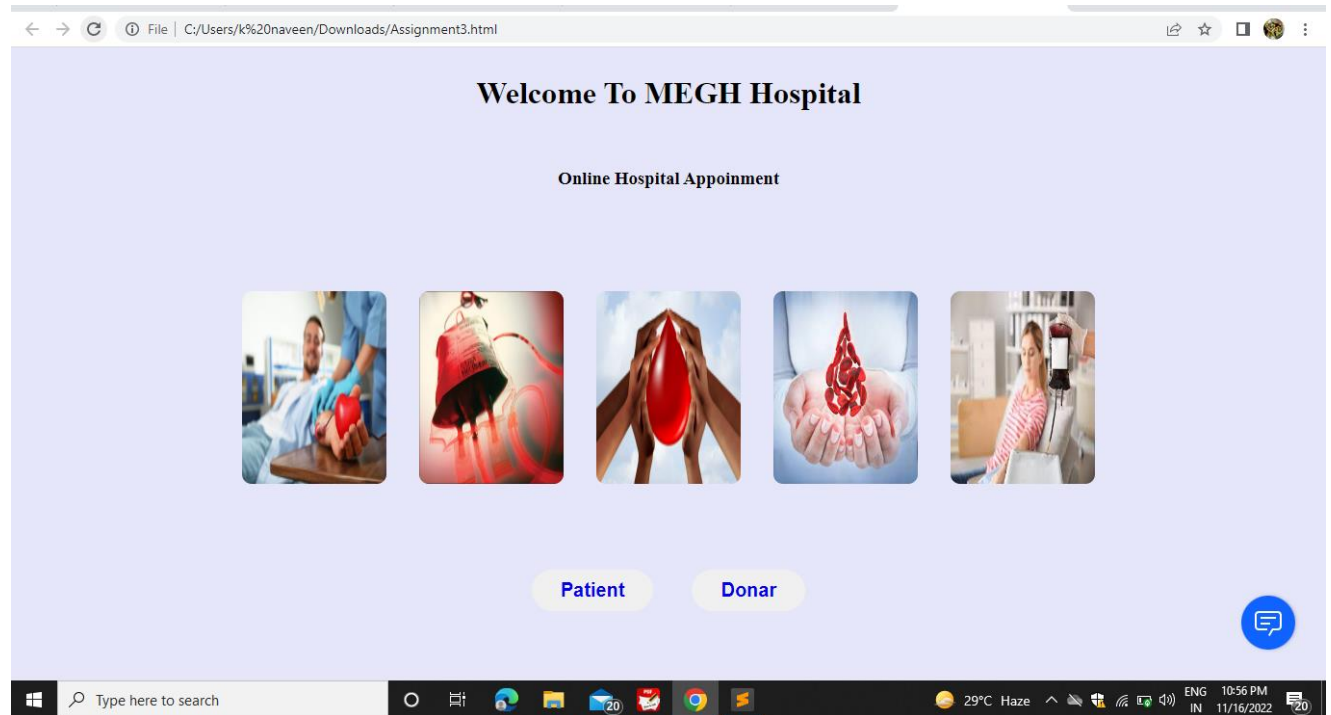 File | C:/Users/k%20naveen/Downloads/Assignment3.html
Welcome To MEGH Hospital
Online Hospital Appoinment
Patient Donar
Type here to search
20
PDF
29°C Haze
ENG
IN
10:56 PM
11/16/2022
20